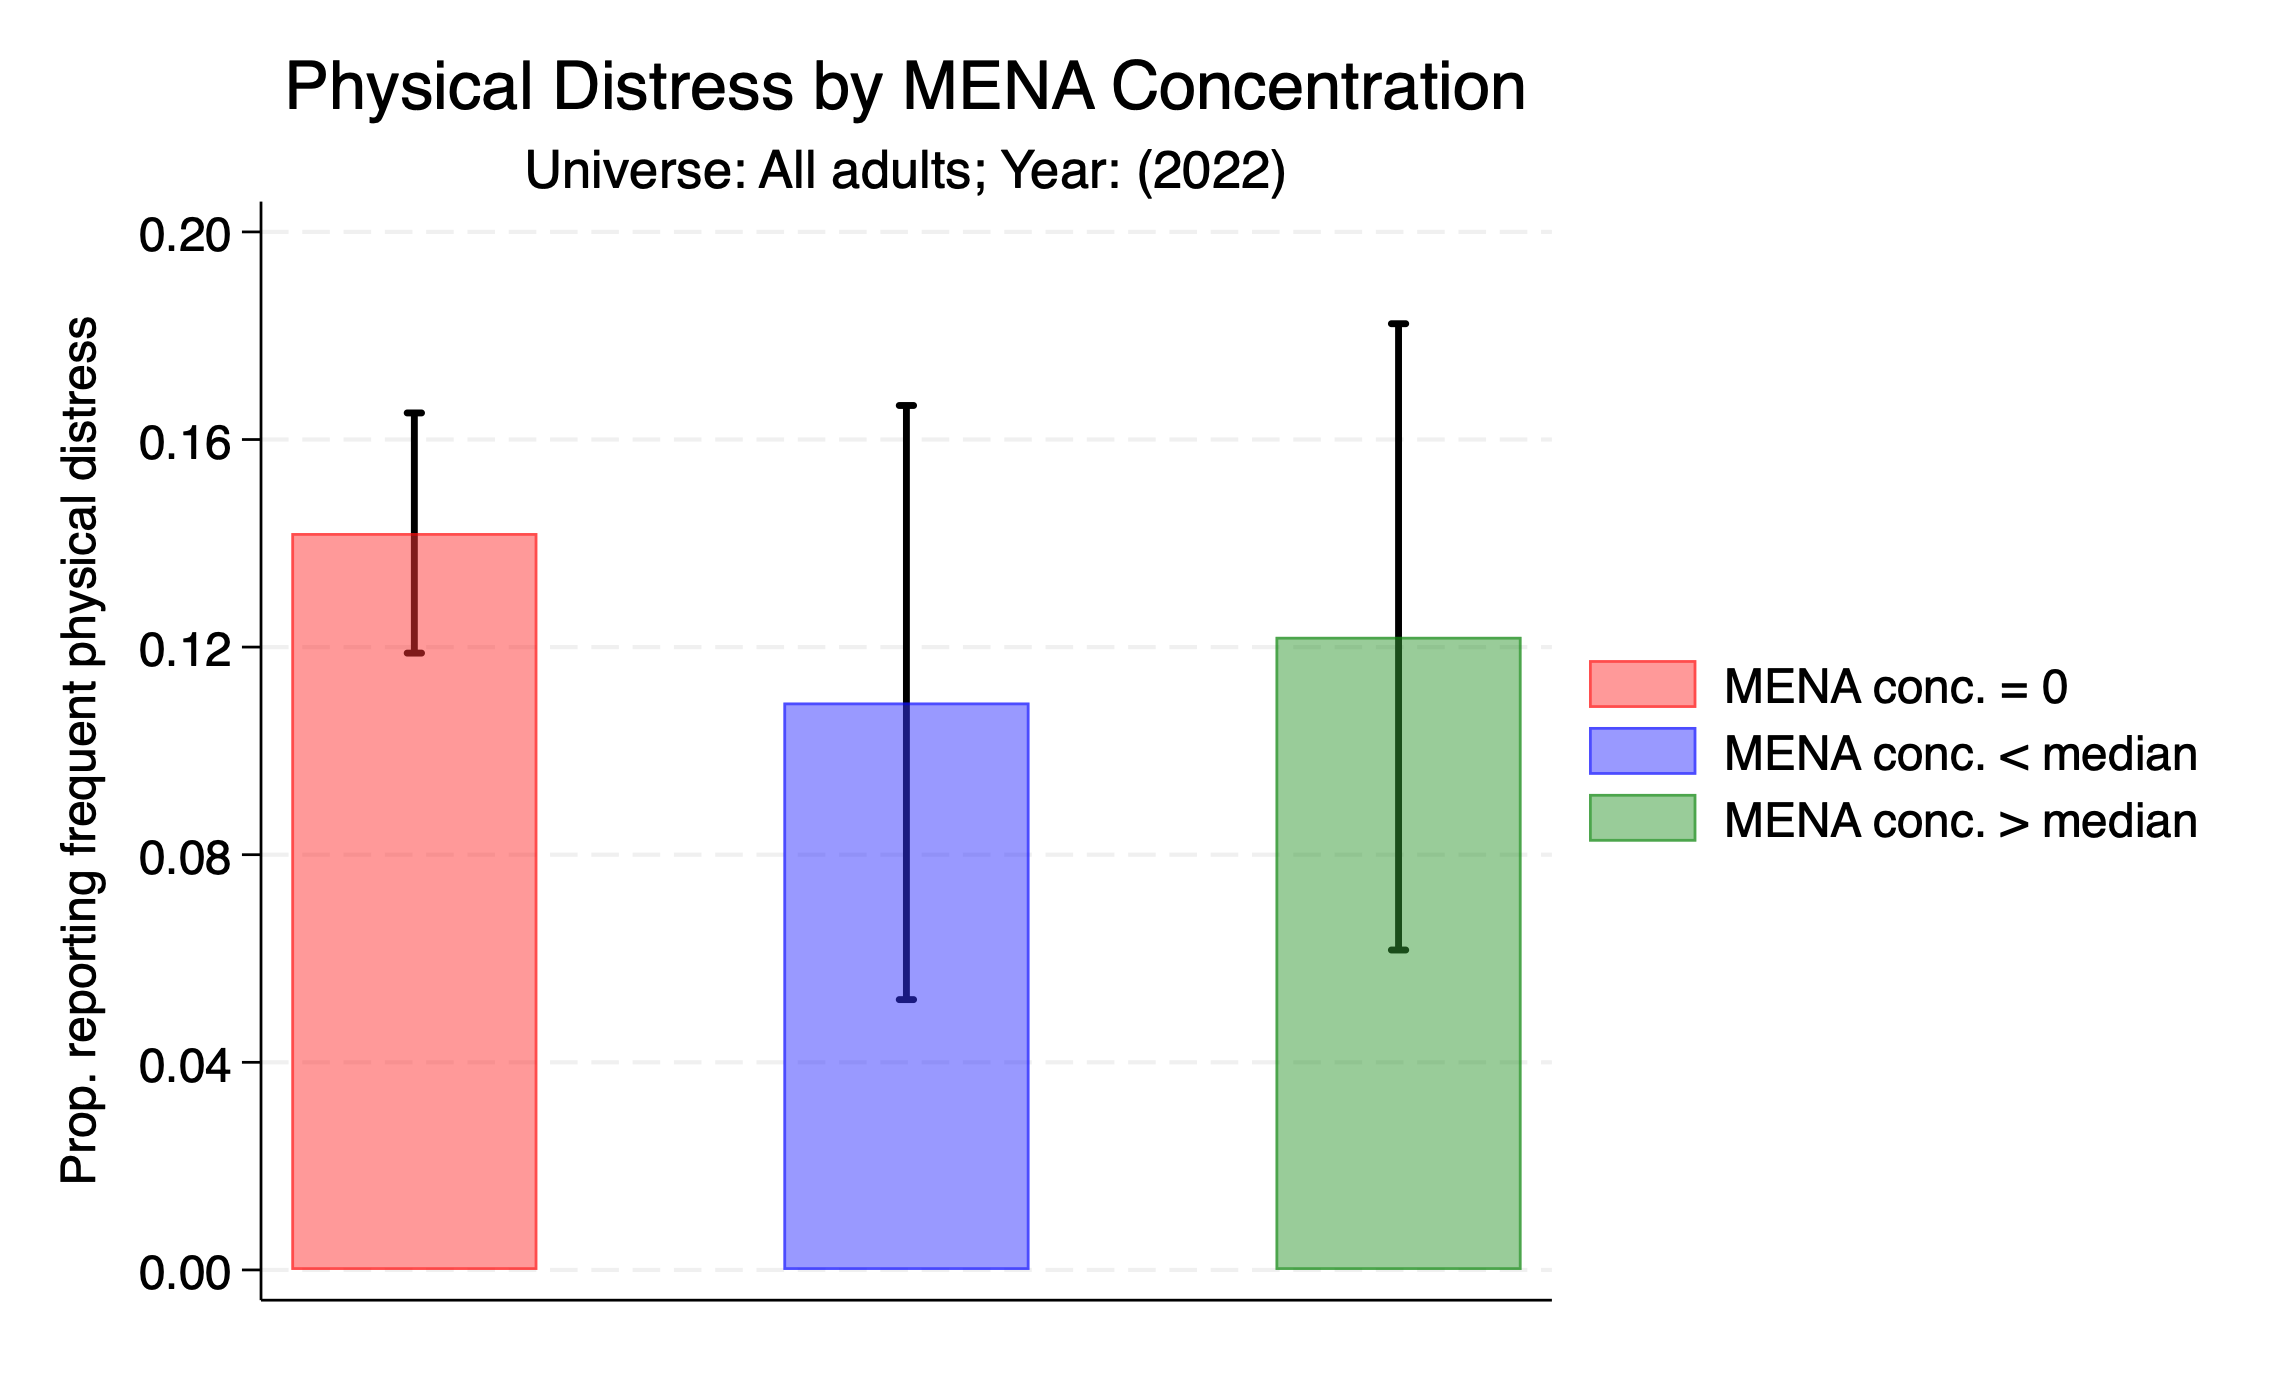 Physical Distress by MENA Concentration
Universe: All adults; Year: (2022)
Prop. reporting frequent physical distress
0.20
0.16
0.12
0.08
0.04
0.00
MENA conc. = 0
MENA conc. < median
MENA conc. > median